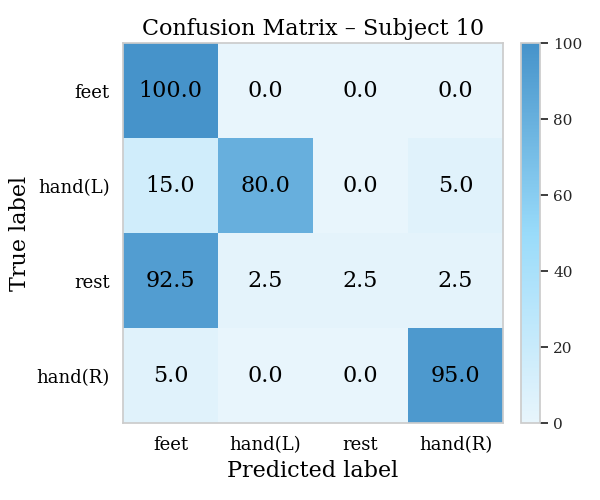 Confusion Matrix – Subject 10
True label
feet 100.0 0.0 0.0 0.0
hand(L) 15.0 80.0 0.0 5.0
rest 92.5 2.5 2.5 2.5
hand(R) 5.0 0.0 0.0 95.0
feet hand(L) rest hand(R)
Predicted label
100
80
60
40
20
0